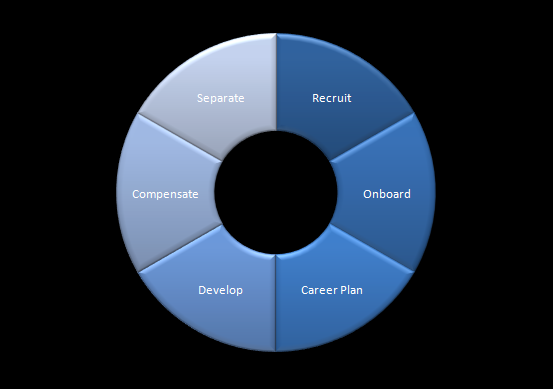 Separate
Recruit
Compensate
Onboard
Develop
Career Plan